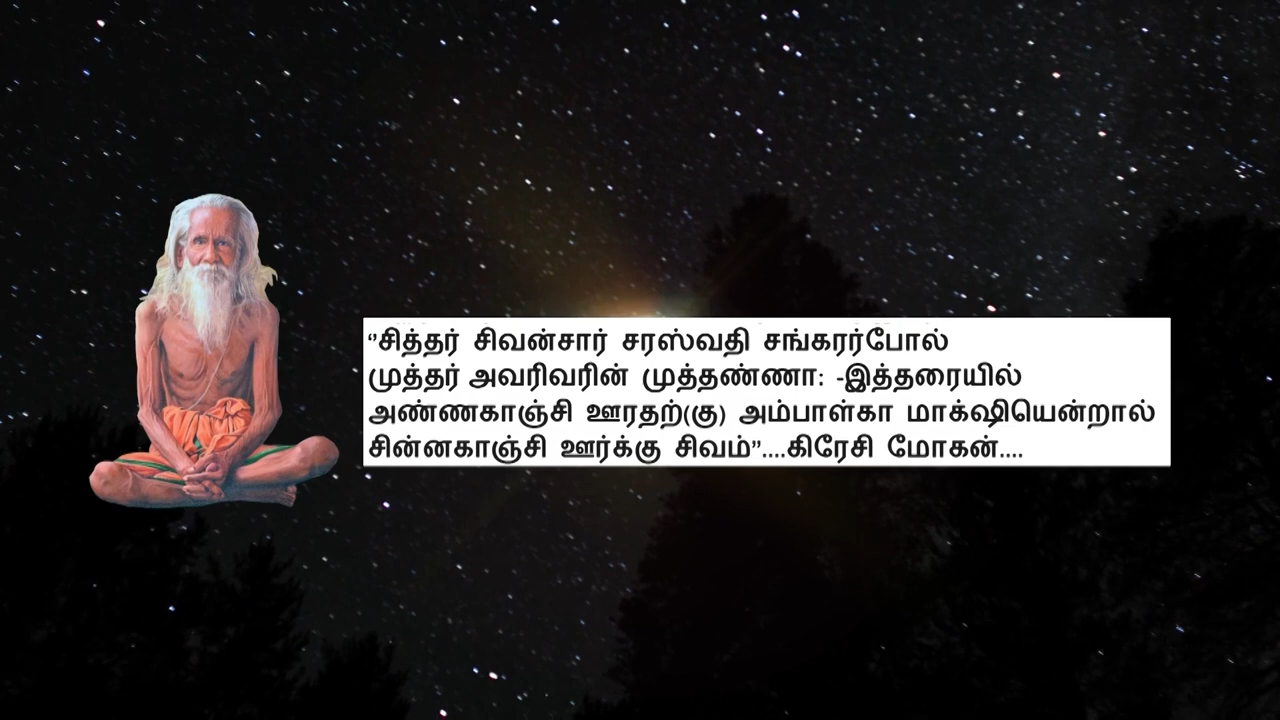 ‘’சித்தர் சிவன்சார் சரஸ்வதி சங்கரர்போல்
முத்தர் அவரிவரின் முத்தண்ணா: -இத்தரையில்
அண்ணகாஞ்சி ஊரதற்(கு) அம்பாள்கா மாக்ஷியென்றால்
சின்னகாஞ்சி ஊர்க்கு சிவம்’’....கிரேசி மோகன்....